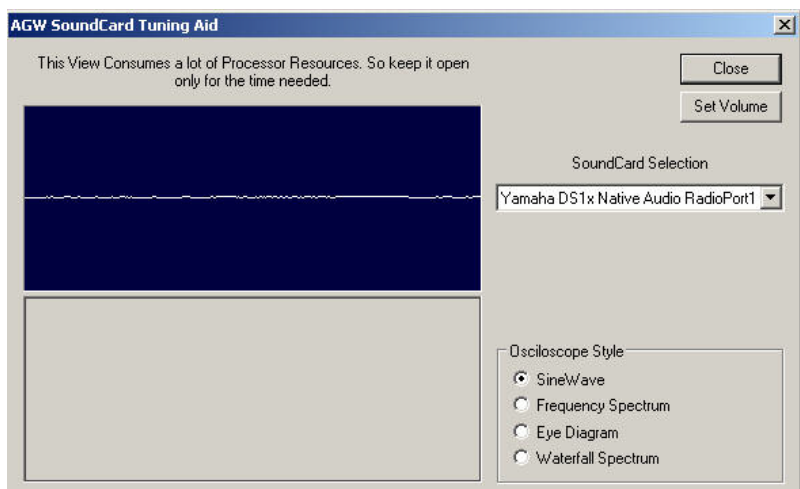 AGW SoundCard Tuning Aid
This View Consumes a lot of Processor Resources. So keep it open
only for the time needed.
Close
Set Volume
SoundCard Selection
Yamaha DS1x Native Audio RadioPort1
Osciloscope Style
SineWave
Frequency Spectrum
Eye Diagram
Waterfall Spectrum